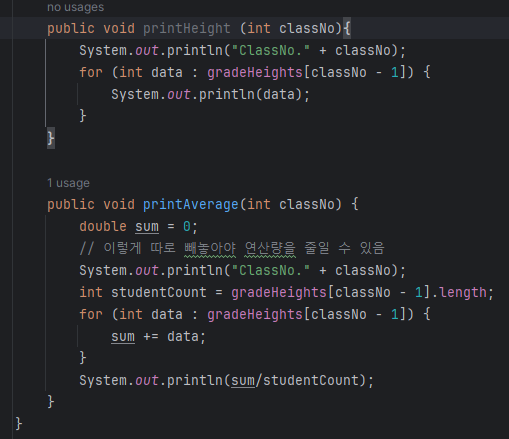 no usages
public void printHeight (int classNo){
System.out.println("ClassNo." + classNo);
for (int data : gradeHeights[classNo - 1]) {
System.out.println(data);
}
}
1 usage
public void printAverage(int classNo) {
double sum = 0;
// 이렇게 따로 빼놓아야 연산량을 줄일 수 있음
System.out.println("ClassNo." + classNo);
int studentCount = gradeHeights[classNo - 1].length;
for (int data : gradeHeights[classNo - 1]) {
sum += data;
}
System.out.println(sum/studentCount);
}
}